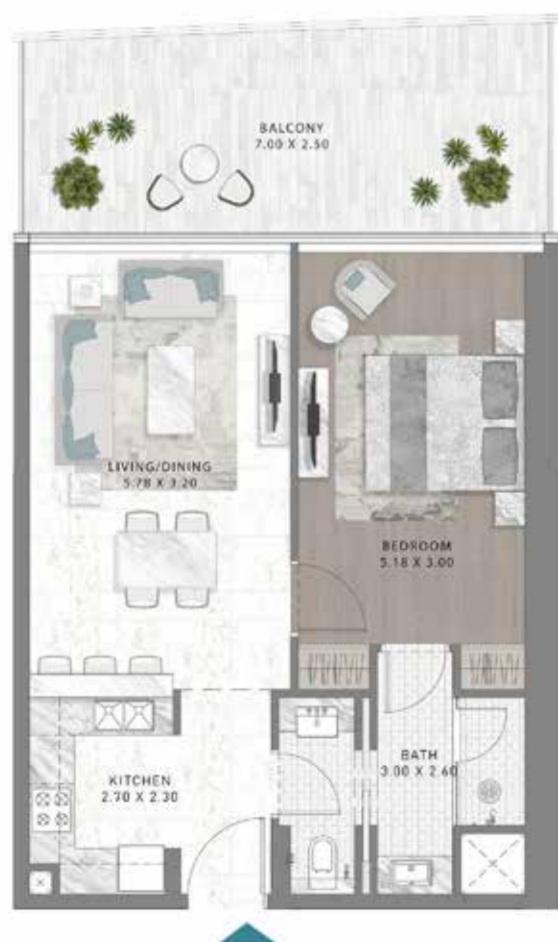 BALCONY
7.00 X 2.50
LIVING/DINING
5.78 X 3.20
BEDROOM
5.18 X 3.00
KITCHEN
2.70 X 2.30
BATH
3.00 X 2.60